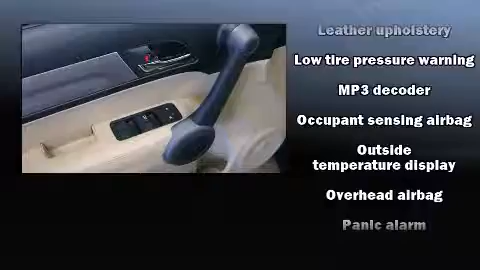 Leather upholstery
Low tire pressure warning
MP3 decoder
Occupant sensing airbag
Outside
temperature display
Overhead airbag
Panic alarm